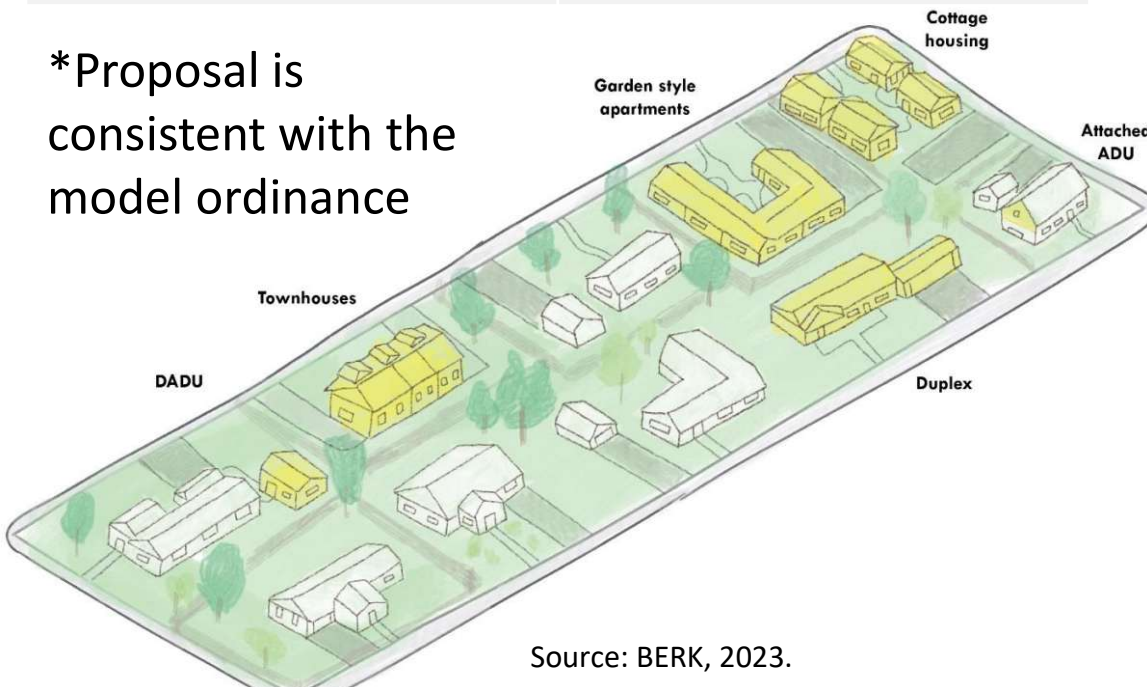 *Proposal is
consistent with the
model ordinance
Cottage
housing
Garden style
apartments
Attached
ADU
Townhouses
DADU
Duplex
Source: BERK, 2023.